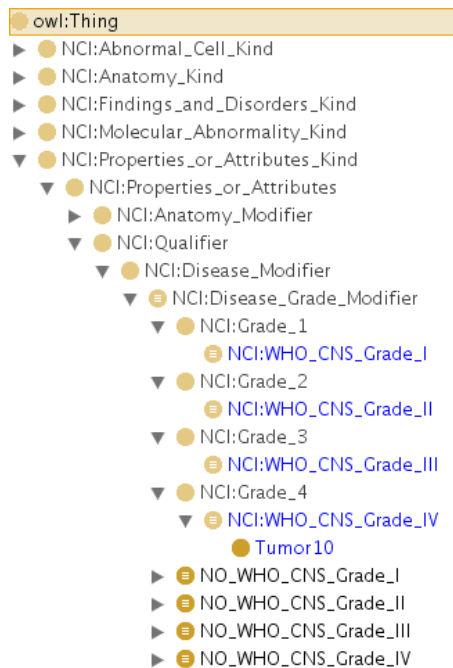 owl:Thing
NCI:Abnormal_Cell_Kind
NCI:Anatomy_Kind
NCI:Findings_and_Disorders_Kind
NCI:Molecular_Abnormality_Kind
NCI:Properties_or_Attributes_Kind
NCI:Properties_or_Attributes
NCI:Anatomy_Modifier
NCI:Qualifier
NCI:Disease_Modifier
NCI:Disease_Grade_Modifier
NCI:Grade_1
NCI:WHO_CNS_Grade_I
NCI:Grade_2
NCI:WHO_CNS_Grade_II
NCI:Grade_3
NCI:WHO_CNS_Grade_III
NCI:Grade_4
NCI:WHO_CNS_Grade_IV
Tumor10
NO_WHO_CNS_Grade_I
NO_WHO_CNS_Grade_II
NO_WHO_CNS_Grade_III
NO_WHO_CNS_Grade_IV